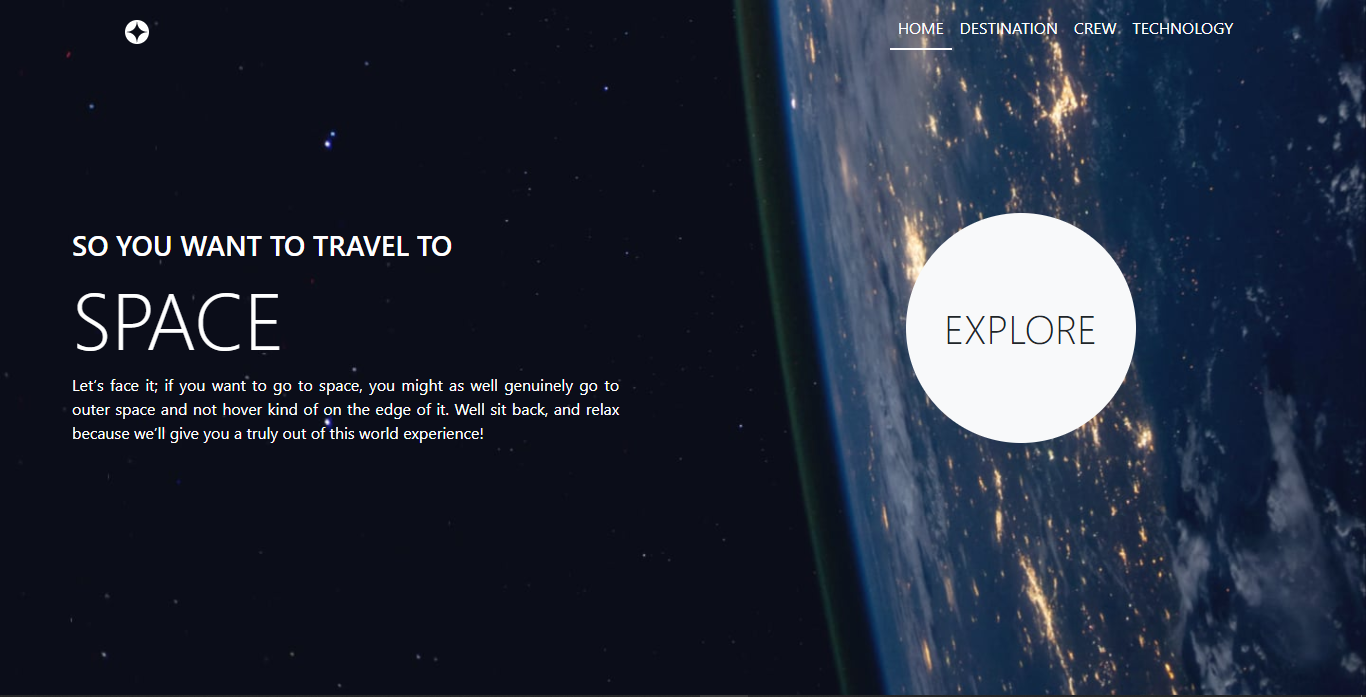 HOME DESTINATION CREW TECHNOLOGY
SO YOU WANT TO TRAVEL TO
SPACE
Let’s face it; if you want to go to space, you might as well genuinely go to
outer space and not hover kind of on the edge of it. Well sit back, and relax
because we’ll give you a truly out of this world experience!
EXPLORE